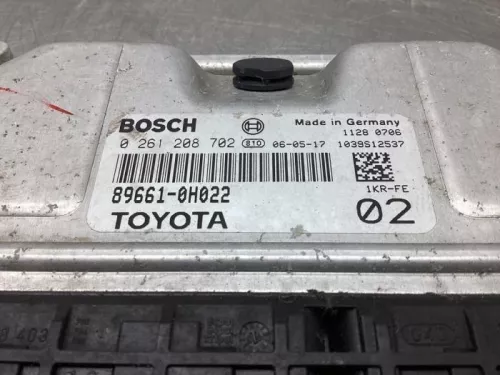 BOSCH Made in Germany
1128 0706
0 261 208 702 810 06-05-17 1039S12537
89661-0H022 1KR-FE
TOYOTA 02